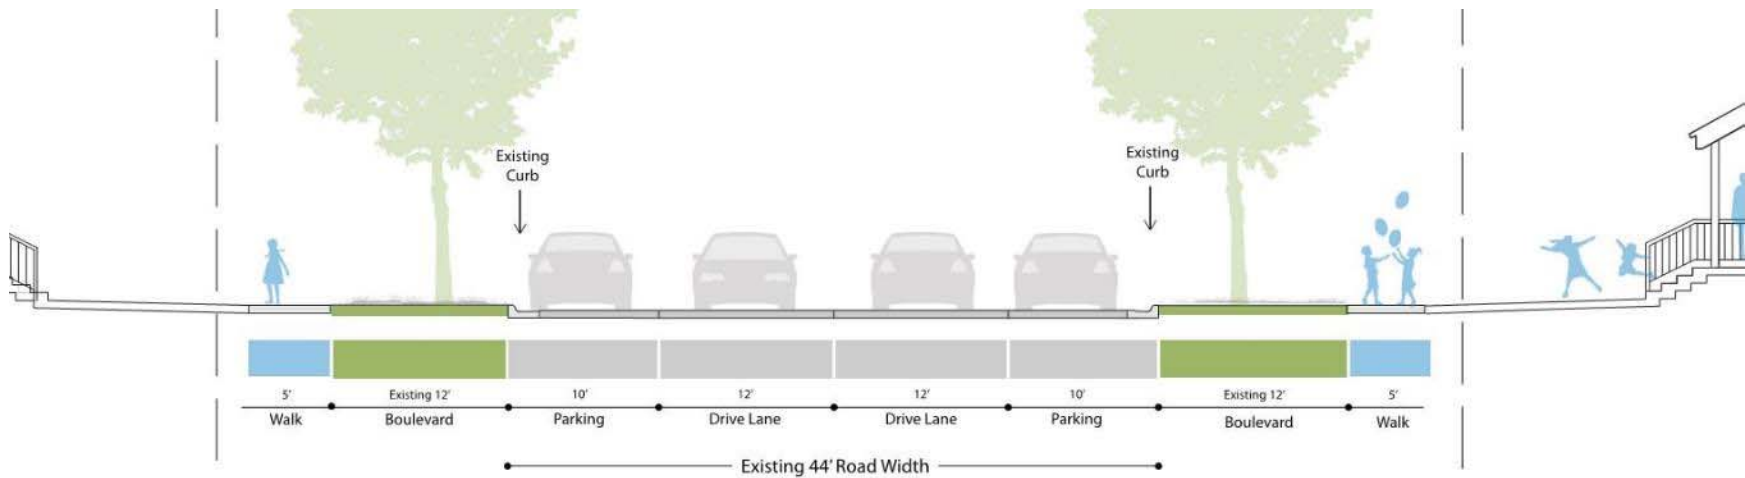 Existing
Curb
Existing
Curb
5' Existing 12' 10' 12' 12' 10' Existing 12' 5'
Walk Boulevard Parking Drive Lane Drive Lane Parking Boulevard Walk
Existing 44' Road Width